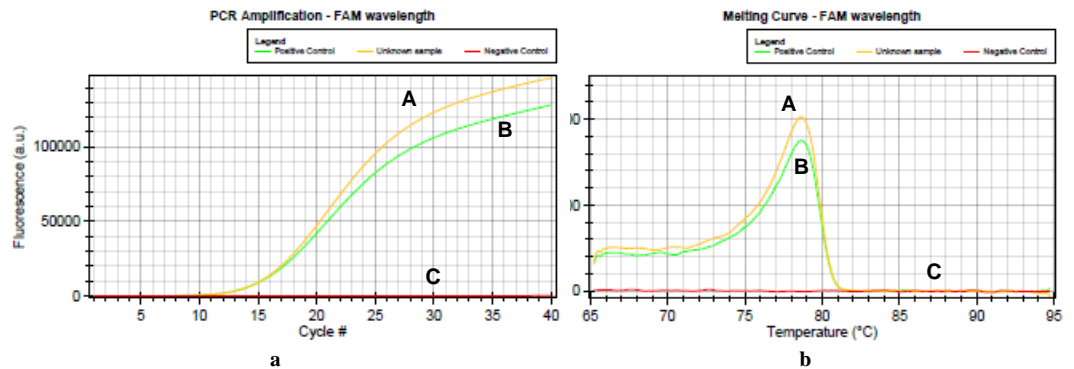 PCR Amplification - FAM wavelength
Legend
Positive Control Unknown sample Negative Control
Fluorescence (a.u.)
100000
50000
0
A
B
C
5 10 15 20 25 30 35 40
Cycle #
a
Melting Curve - FAM wavelength
Legend
Positive Control Unknown sample Negative Control
A
B
C
0
65 70 75 80 85 90 95
Temperature (°C)
b